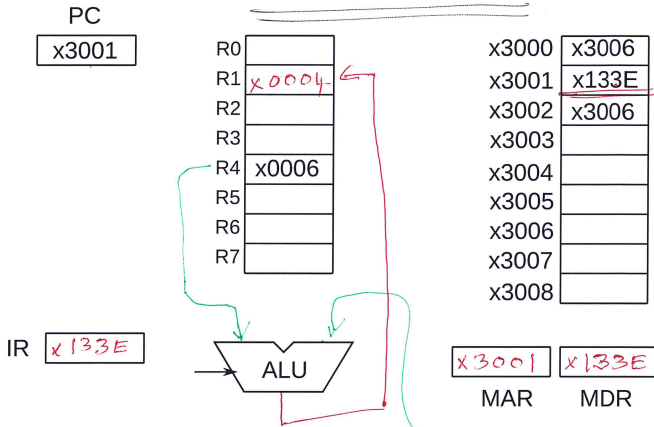 PC
x3001
R0
R1 x0004
R2
R3
R4 x0006
R5
R6
R7
x3000 x3006
x3001 x133E
x3002 x3006
x3003
x3004
x3005
x3006
x3007
x3008
IR x133E
ALU
x3001 x133E
MAR MDR